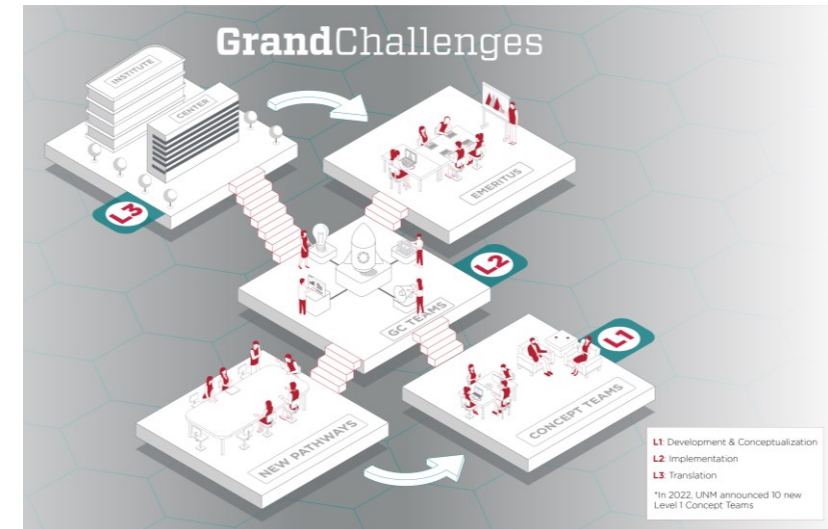 GrandChallenges
INSTITUTE
CENTER
L3
EMERITUS
L2
GC TEAMS
L1
CONCEPT TEAMS
NEW PATHWAYS
L1: Development & Conceptualization
L2: Implementation
L3: Translation
*In 2022, UNM announced 10 new
Level 1 Concept Teams